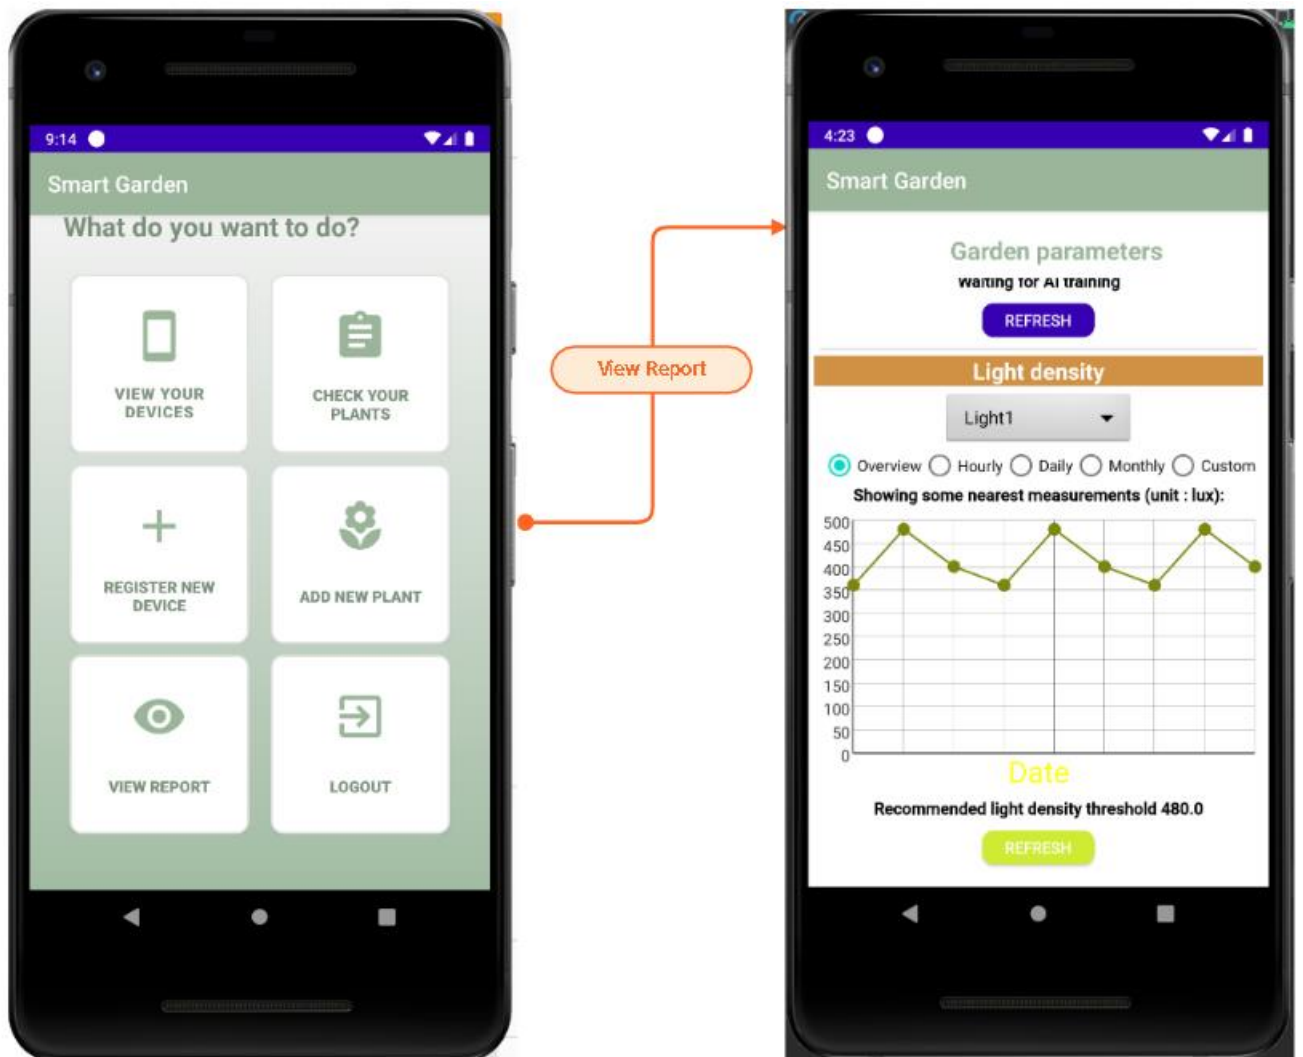 9:14
Smart Garden
What do you want to do?
VIEW YOUR
DEVICES
CHECK YOUR
PLANTS
REGISTER NEW
DEVICE
ADD NEW PLANT
VIEW REPORT
LOGOUT
View Report
4:23
Smart Garden
Garden parameters
Waiting for AI training
REFRESH
Light density
Light1
Overview Hourly Daily Monthly Custom
Showing some nearest measurements (unit : lux):
500
450
400
350
300
250
200
150
100
50
0
Date
Recommended light density threshold 480.0
REFRESH